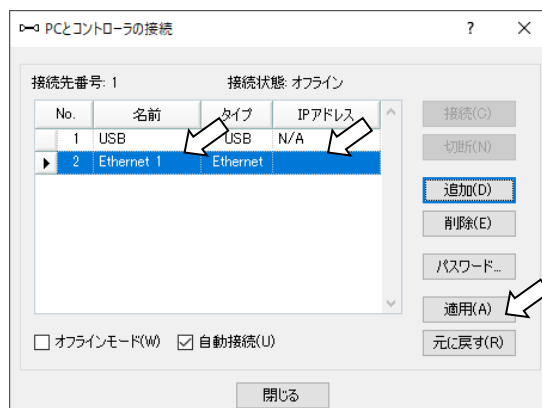 PCとコントローラの接続
接続先番号: 1 接続状態: オフライン
No. 名前 タイプ IPアドレス
1 USB USB N/A
2 Ethernet 1 Ethernet
接続(C)
切断(N)
追加(D)
削除(E)
パスワード...
適用(A)
元に戻す(R)
オフラインモード(W) 自動接続(U)
閉じる